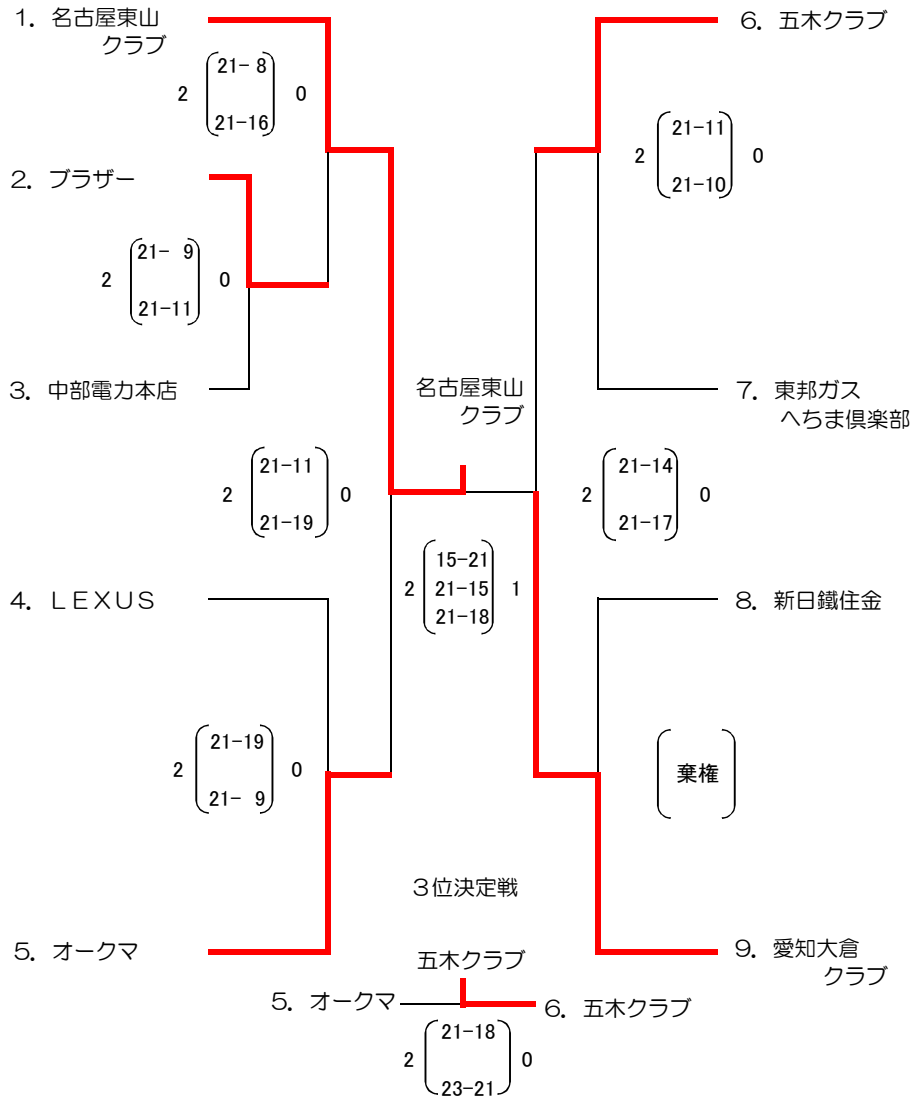 1. 名古屋東山
クラブ
2 21- 8 0
21-16
2. ブラザー
2 21- 9 0
21-11
3. 中部電力本店
2 21-11 0
21-19
4. ＬＥＸＵＳ
2 21-19 0
21- 9
5. オークマ
名古屋東山
クラブ
15-21
2 21-15 1
21-18
6. 五木クラブ
2 21-11 0
21-10
7. 東邦ガス
へちま倶楽部
2 21-14 0
21-17
8. 新日鐵住金
棄権
9. 愛知大倉
クラブ
３位決定戦
五木クラブ
5. オークマ 6. 五木クラブ
2 21-18 0
23-21